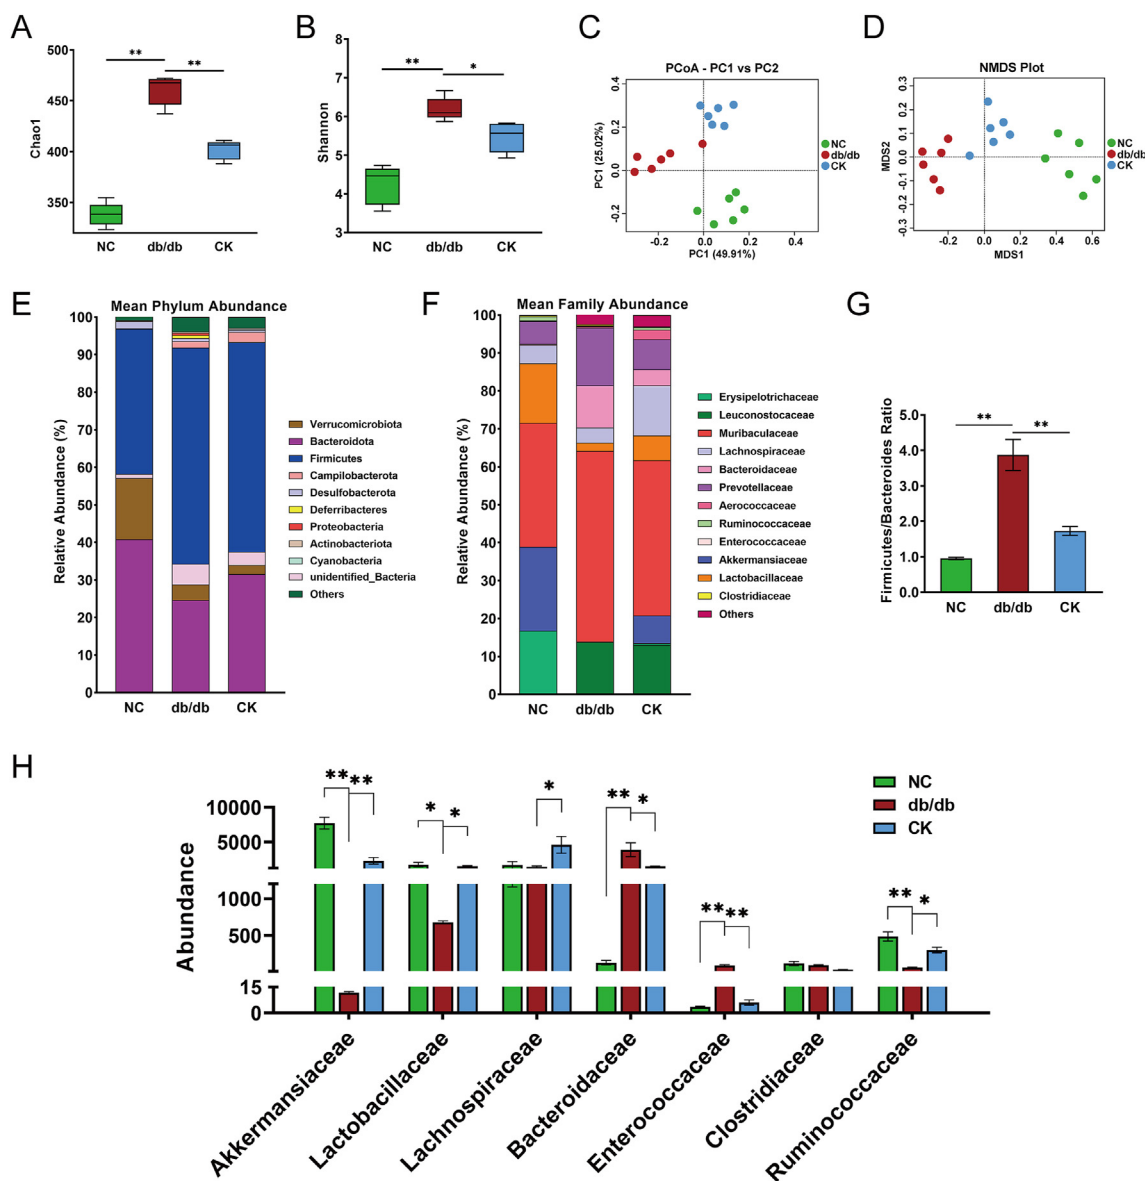 A
500
450
400
350
Chao1
**
**
NC
db/db
CK
B
8
7
6
5
4
3
Shannon
**
*
NC
db/db
CK
C
PCoA - PC1 vs PC2
0.4
0.2
0.0
-0.2
PC1 (25.02%)
-0.2
0.0
0.2
0.4
PC1 (49.91%)
NC
db/db
CK
D
NMDS Plot
0.3
0.2
0.1
0.0
-0.1
-0.2
-0.3
MDS2
-0.2
0.0
0.2
0.4
0.6
MDS1
NC
db/db
CK
E
Mean Phylum Abundance
100
90
80
70
60
50
40
30
20
10
0
Relative Abundance (%)
NC
db/db
CK
Verrucomicrobiota
Bacteroidota
Firmicutes
Campilobacterota
Desulfobacterota
Deferribacteres
Proteobacteria
Actinobacteriota
Cyanobacteria
unidentified_Bacteria
Others
F
Mean Family Abundance
100
90
80
70
60
50
40
30
20
10
0
Relative Abundance (%)
NC
db/db
CK
Erysipelotrichaceae
Leuconostocaceae
Muribaculaceae
Lachnospiraceae
Bacteroidaceae
Prevotellaceae
Aerococcaceae
Ruminococcaceae
Enterococcaceae
Akkermansiaceae
Lactobacillaceae
Clostridiaceae
Others
G
5.0
4.0
3.0
2.0
1.0
0.0
Firmicutes/Bacteroides Ratio
**
**
NC
db/db
CK
H
10000
5000
1000
500
15
0
Abundance
**
**
*
*
*
**
*
**
**
**
*
NC
db/db
CK
Akkermansiaceae
Lactobacillaceae
Lachnospiraceae
Bacteroidaceae
Enterococcaceae
Clostridiaceae
Ruminococcaceae